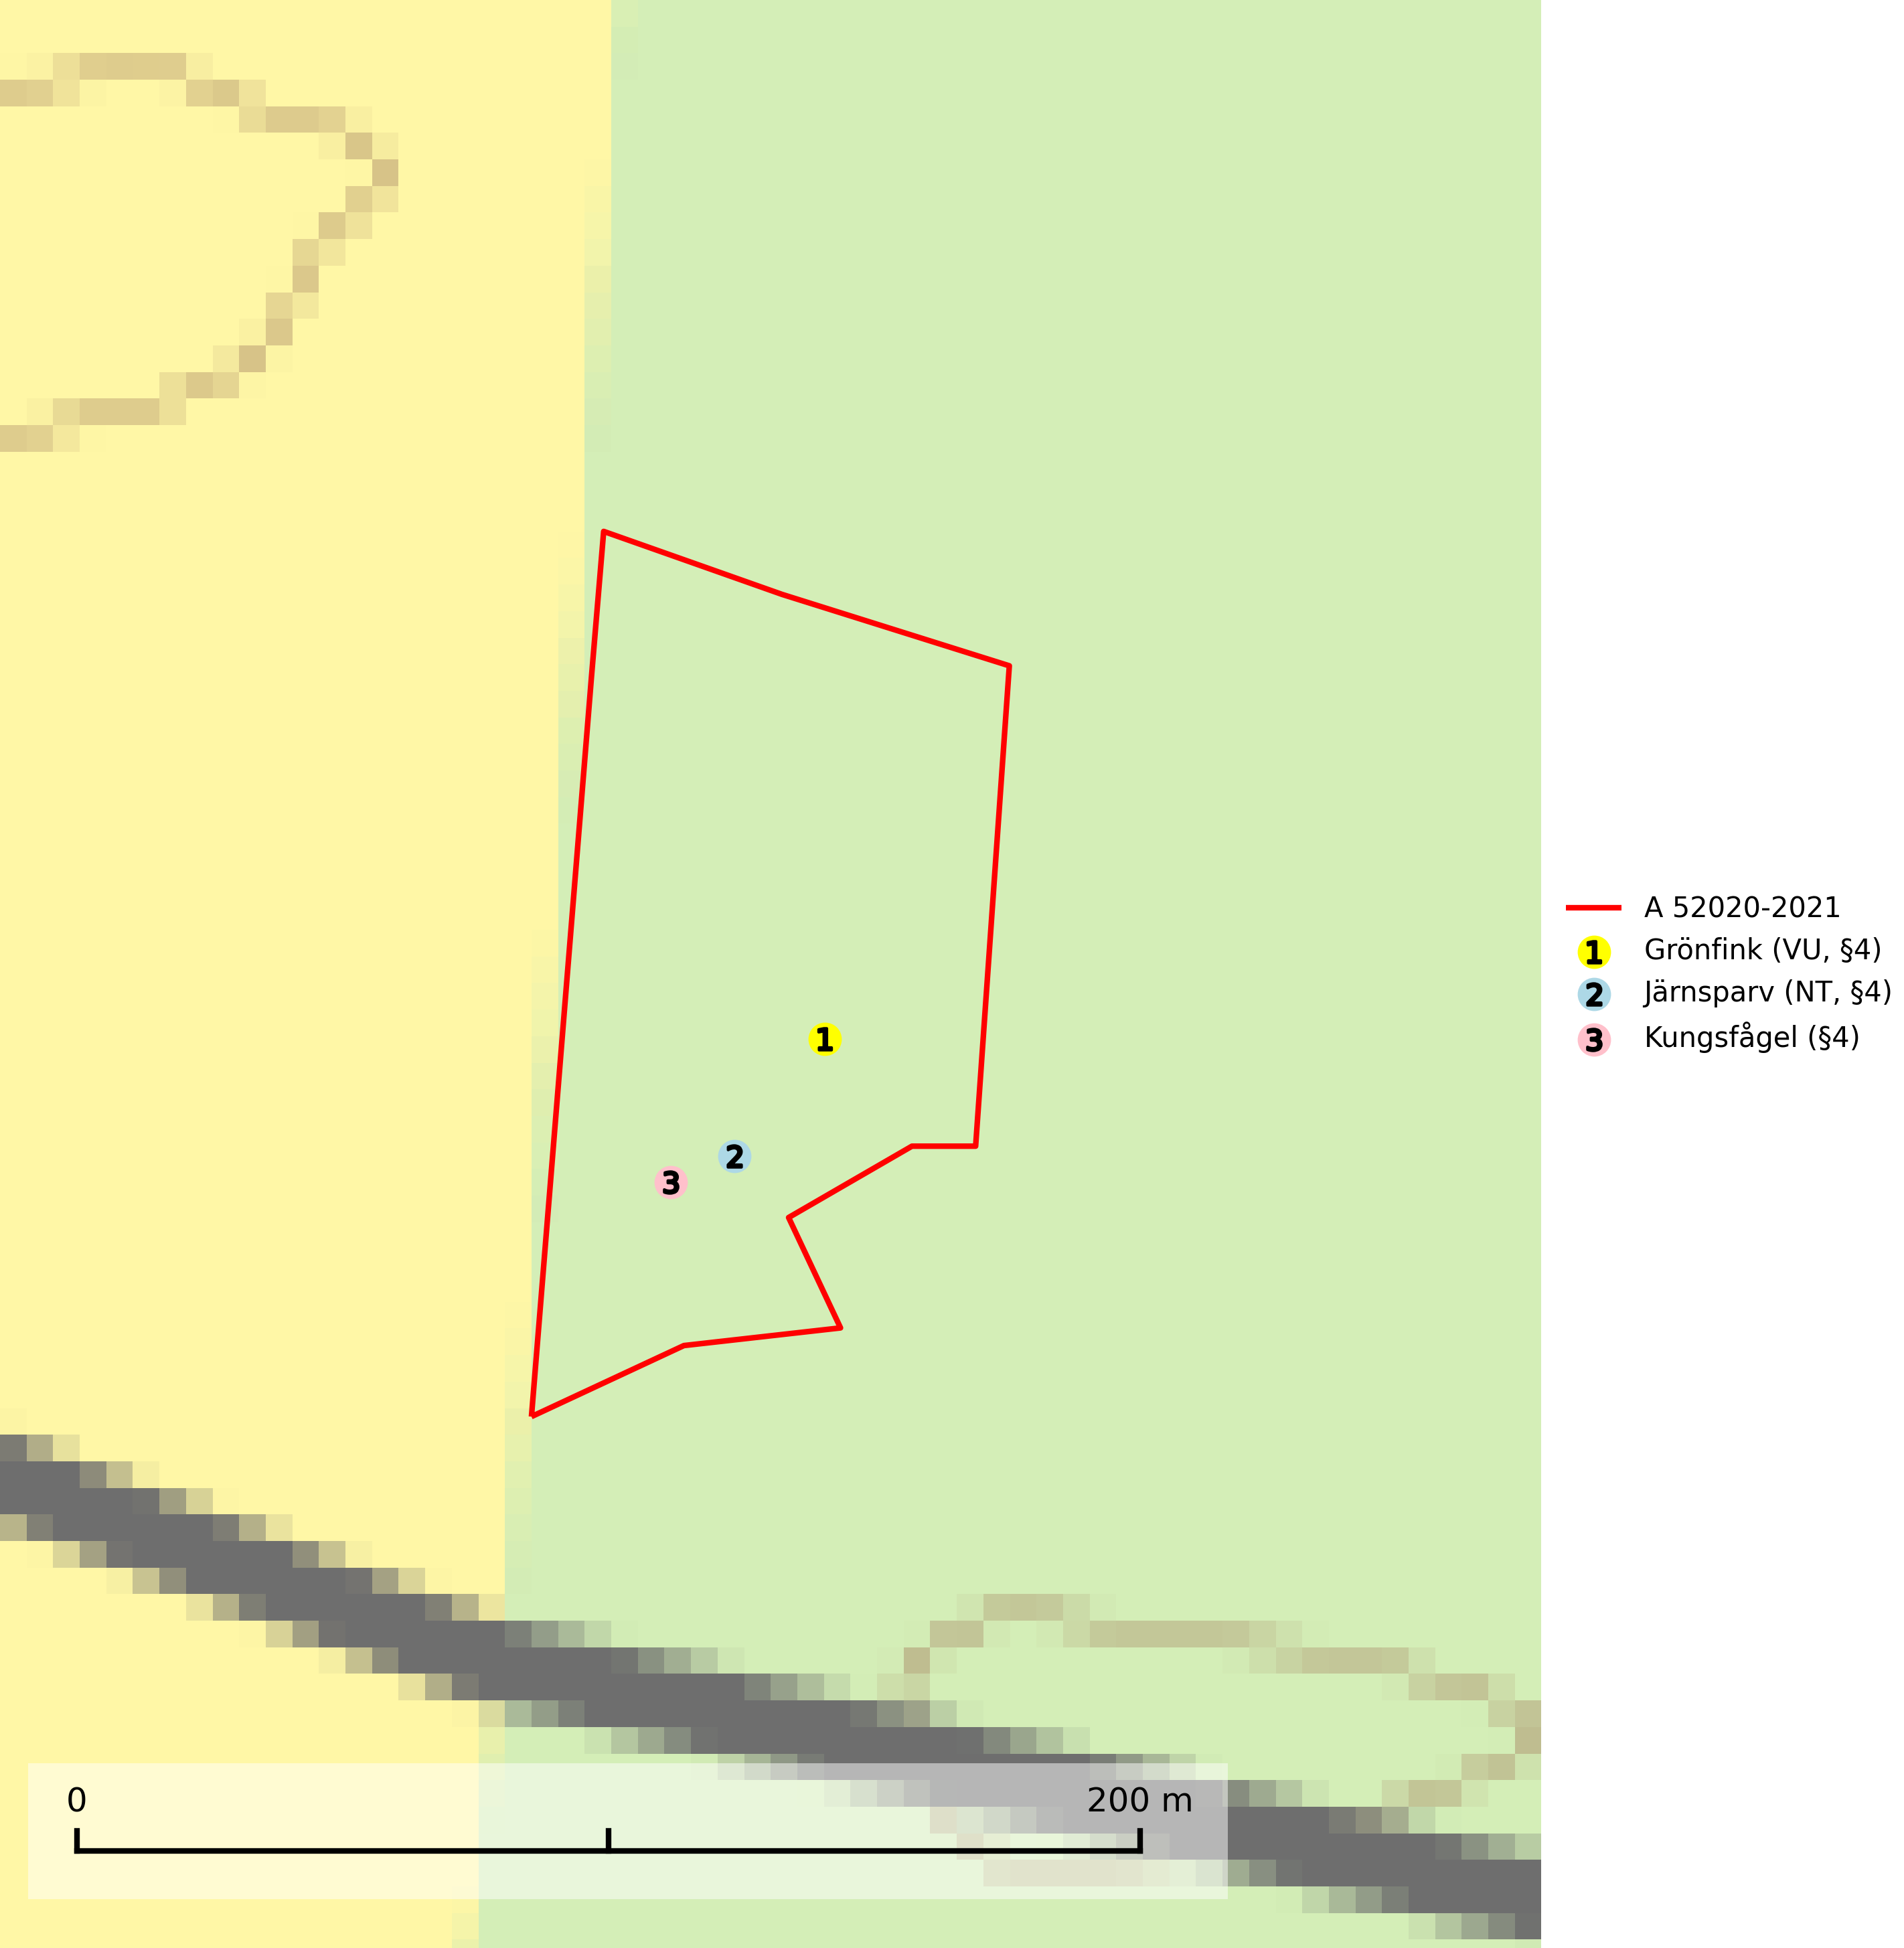 A 52020-2021
1 Grönfink (VU, §4)
2 Järnsparv (NT, §4)
3 Kungsfågel (§4)
1
2
3
0 200 m